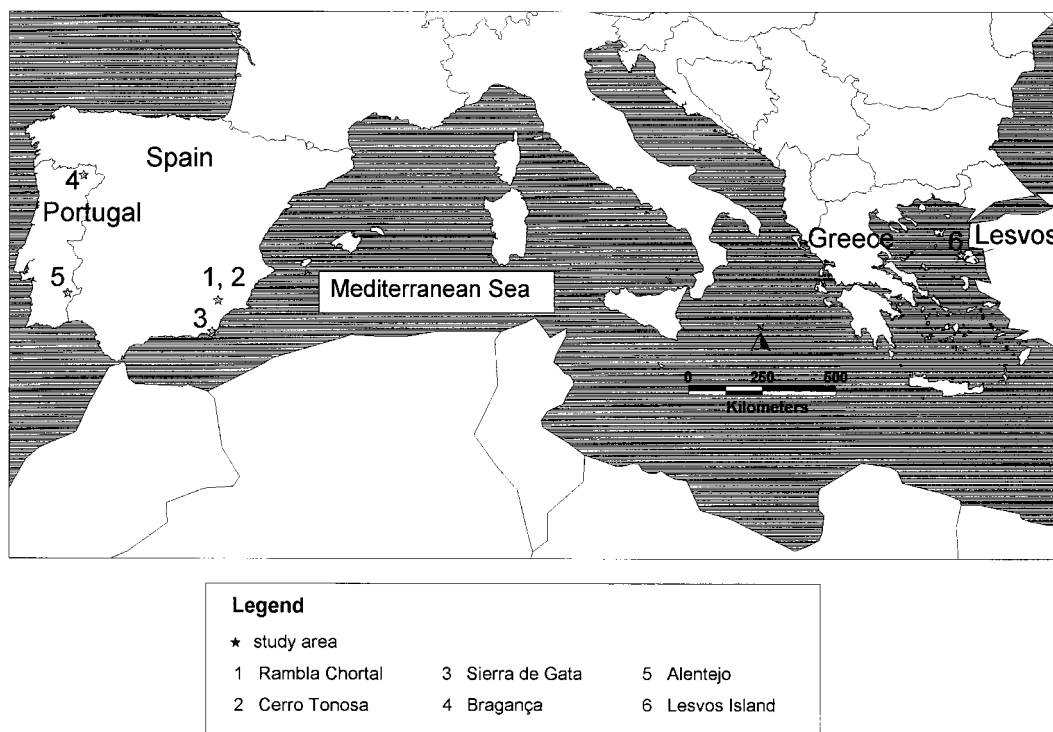 Spain
4
Portugal
5
1, 2
3
Mediterranean Sea
Greece
6
Lesvos
0 250 500
Kilometers
Legend
study area
1 Rambla Chortal
2 Cerro Tonosa
3 Sierra de Gata
4 Bragança
5 Alentejo
6 Lesvos Island